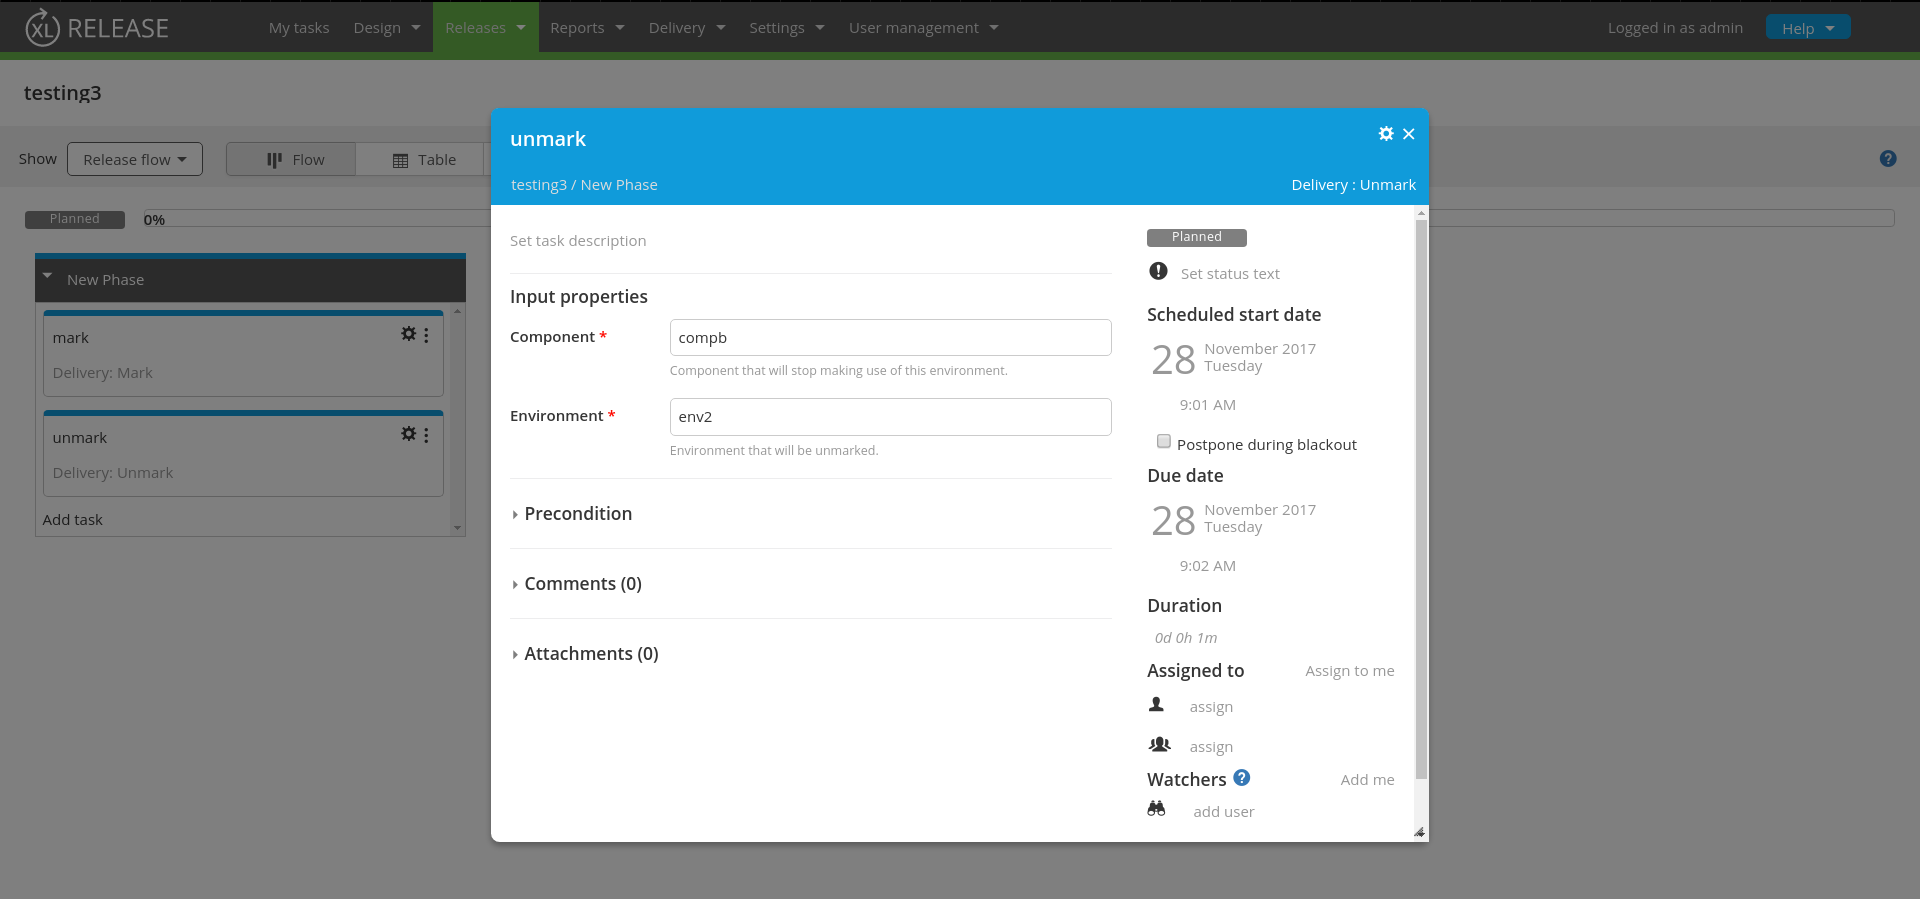 XL RELEASE My tasks Design Releases Reports Delivery Settings User management Logged in as admin Help
testing3
Show Release flow Flow Table
Planned 0%
New Phase
mark
Delivery: Mark
unmark
Delivery: Unmark
Add task
unmark
testing3 / New Phase Delivery : Unmark
Set task description
Input properties
Component * compb
Component that will stop making use of this environment.
Environment * env2
Environment that will be unmarked.
Precondition
Comments (0)
Attachments (0)
Planned
Set status text
Scheduled start date
28 November 2017
Tuesday
9:01 AM
Postpone during blackout
Due date
28 November 2017
Tuesday
9:02 AM
Duration
0d 0h 1m
Assigned to Assign to me
assign
assign
Watchers ? Add me
add user